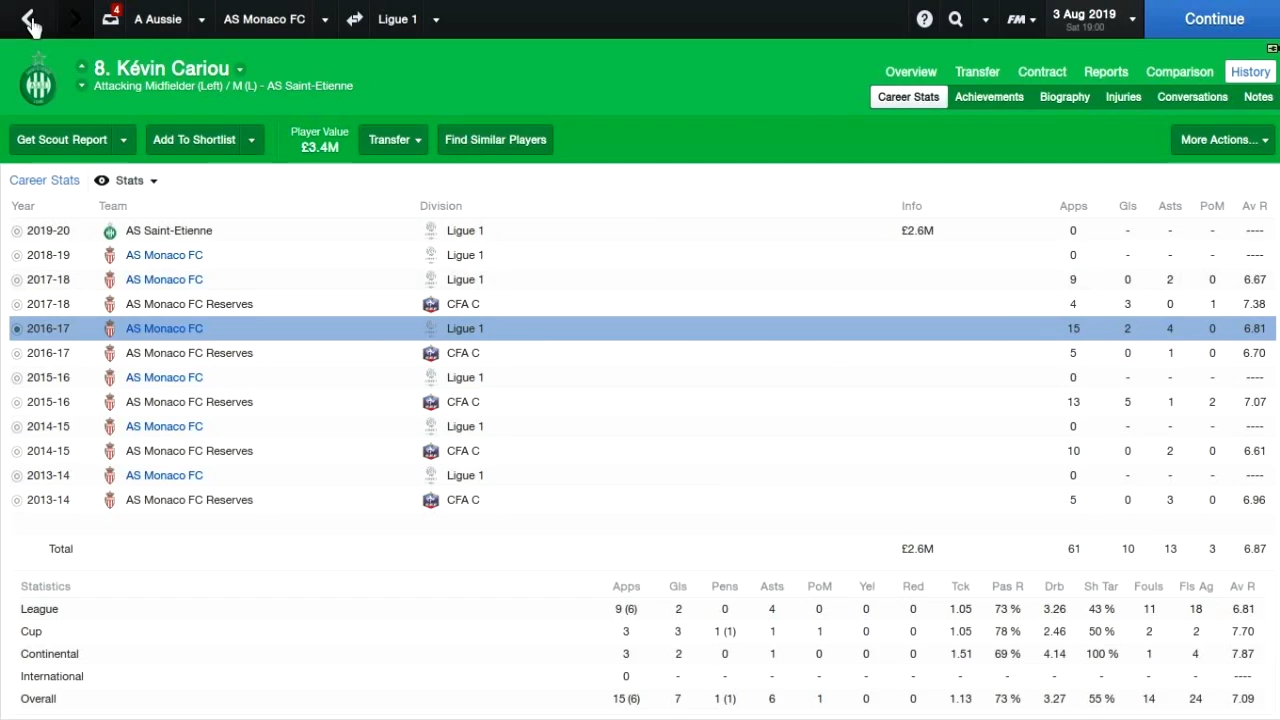 4 A Aussie AS Monaco FC Ligue 1 ? FM 3 Aug 2019 Continue
Sat 19:00
8. Kévin Cariou
Attacking Midfielder (Left) / M (L) - AS Saint-Etienne
Overview Transfer Contract Reports Comparison History
Career Stats Achievements Biography Injuries Conversations Notes
Get Scout Report Add To Shortlist Player Value £3.4M Transfer Find Similar Players More Actions...
Career Stats Stats
Year Team Division Info Apps Gls Asts PoM Av R
2019-20 AS Saint-Etienne Ligue 1 £2.6M 0 - - - ----
2018-19 AS Monaco FC Ligue 1 0 - - - ----
2017-18 AS Monaco FC Ligue 1 9 0 2 0 6.67
2017-18 AS Monaco FC Reserves CFA C 4 3 0 1 7.38
2016-17 AS Monaco FC Ligue 1 15 2 4 0 6.81
2016-17 AS Monaco FC Reserves CFA C 5 0 1 0 6.70
2015-16 AS Monaco FC Ligue 1 0 - - - ----
2015-16 AS Monaco FC Reserves CFA C 13 5 1 2 7.07
2014-15 AS Monaco FC Ligue 1 0 - - - ----
2014-15 AS Monaco FC Reserves CFA C 10 0 2 0 6.61
2013-14 AS Monaco FC Ligue 1 0 - - - ----
2013-14 AS Monaco FC Reserves CFA C 5 0 3 0 6.96
Total £2.6M 61 10 13 3 6.87
Statistics Apps Gls Pens Asts PoM Yel Red Tck Pas R Drb Sh Tar Fouls Fls Ag Av R
League 9 (6) 2 0 4 0 0 0 1.05 73 % 3.26 43 % 11 18 6.81
Cup 3 3 1 (1) 1 1 0 0 1.05 78 % 2.46 50 % 2 2 7.70
Continental 3 2 0 1 0 0 0 1.51 69 % 4.14 100 % 1 4 7.87
International 0 - - - - - - - - - - - - ----
Overall 15 (6) 7 1 (1) 6 1 0 0 1.13 73 % 3.27 55 % 14 24 7.09